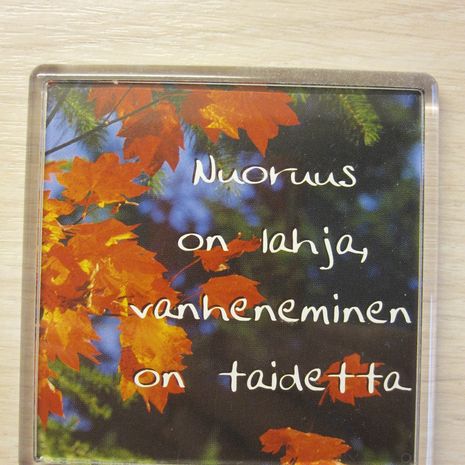 Nuoruus
on lahja,
vanheneminen
on taidetta